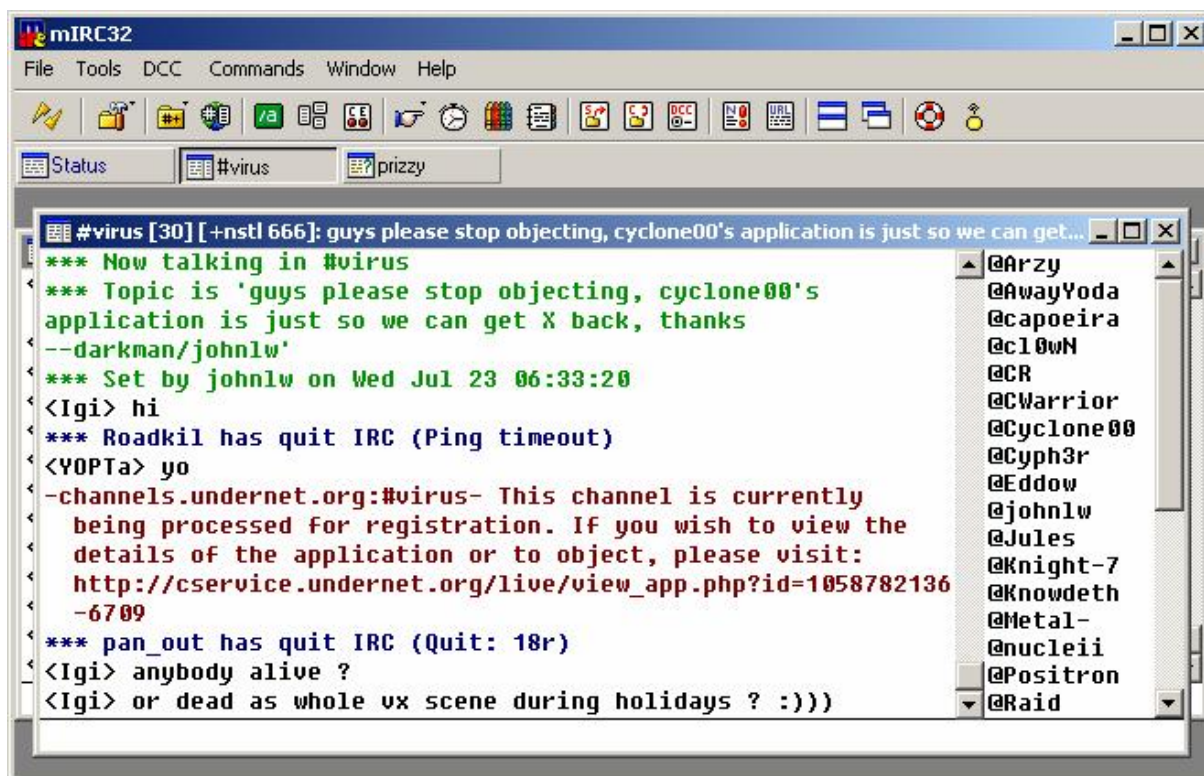 mIRC32
File Tools DCC Commands Window Help
Status #virus prizzy
#virus [30] [+nstl 666]: guys please stop objecting, cyclone00's application is just so we can get...
*** Now talking in #virus
*** Topic is 'guys please stop objecting, cyclone00's
application is just so we can get X back, thanks
--darkman/johnlw'
*** Set by johnlw on Wed Jul 23 06:33:20
<Igi> hi
*** Roadkil has quit IRC (Ping timeout)
<YOPTa> yo
-channels.undernet.org:#virus- This channel is currently
being processed for registration. If you wish to view the
details of the application or to object, please visit:
http://cservice.undernet.org/live/view_app.php?id=1058782136
-6709
*** pan_out has quit IRC (Quit: 18r)
<Igi> anybody alive ?
<Igi> or dead as whole vx scene during holidays ? :)))
@Arzy
@AwayYoda
@capoeira
@cl0wN
@CR
@CWarrior
@Cyclone00
@Cyph3r
@Eddow
@johnlw
@Jules
@Knight-7
@Knowdeth
@Metal-
@nucleii
@Positron
@Raid